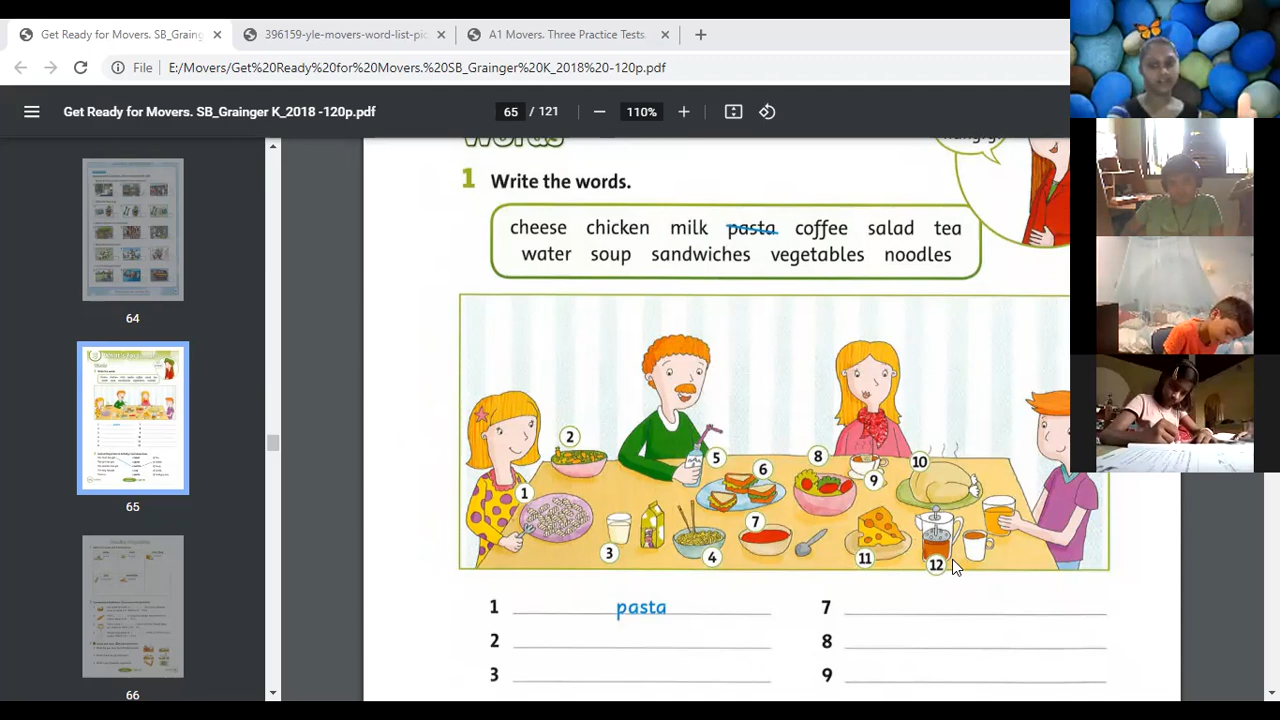 Get Ready for Movers. SB_Grainge
396159-yle-movers-word-list-pic
A1 Movers. Three Practice Tests.
File
E:/Movers/Get%20Ready%20for%20Movers.%20SB_Grainger%20K_2018%20-120p.pdf
Get Ready for Movers. SB_Grainger K_2018 -120p.pdf
65 / 121
110%
Words
hungry.
1 Write the words.
cheese chicken milk pasta coffee salad tea
water soup sandwiches vegetables noodles
1
2
3
4
5
6
7
8
9
10
11
12
1 pasta
2
3
7
8
9
64
65
66